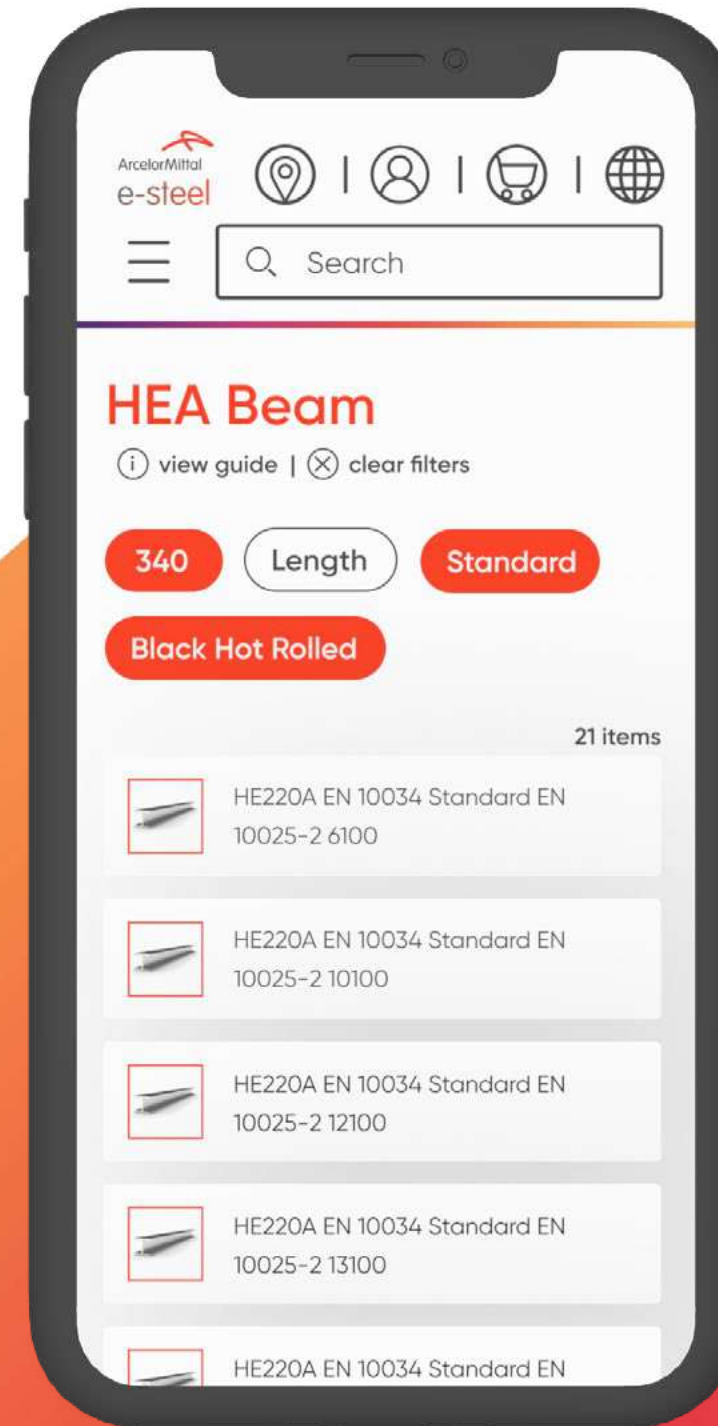 ArcelorMittal
e-steel
Search
HEA Beam
view guide | clear filters
340 Length Standard
Black Hot Rolled
21 items
HE220A EN 10034 Standard EN
10025-2 6100
HE220A EN 10034 Standard EN
10025-2 10100
HE220A EN 10034 Standard EN
10025-2 12100
HE220A EN 10034 Standard EN
10025-2 13100
HE220A EN 10034 Standard EN